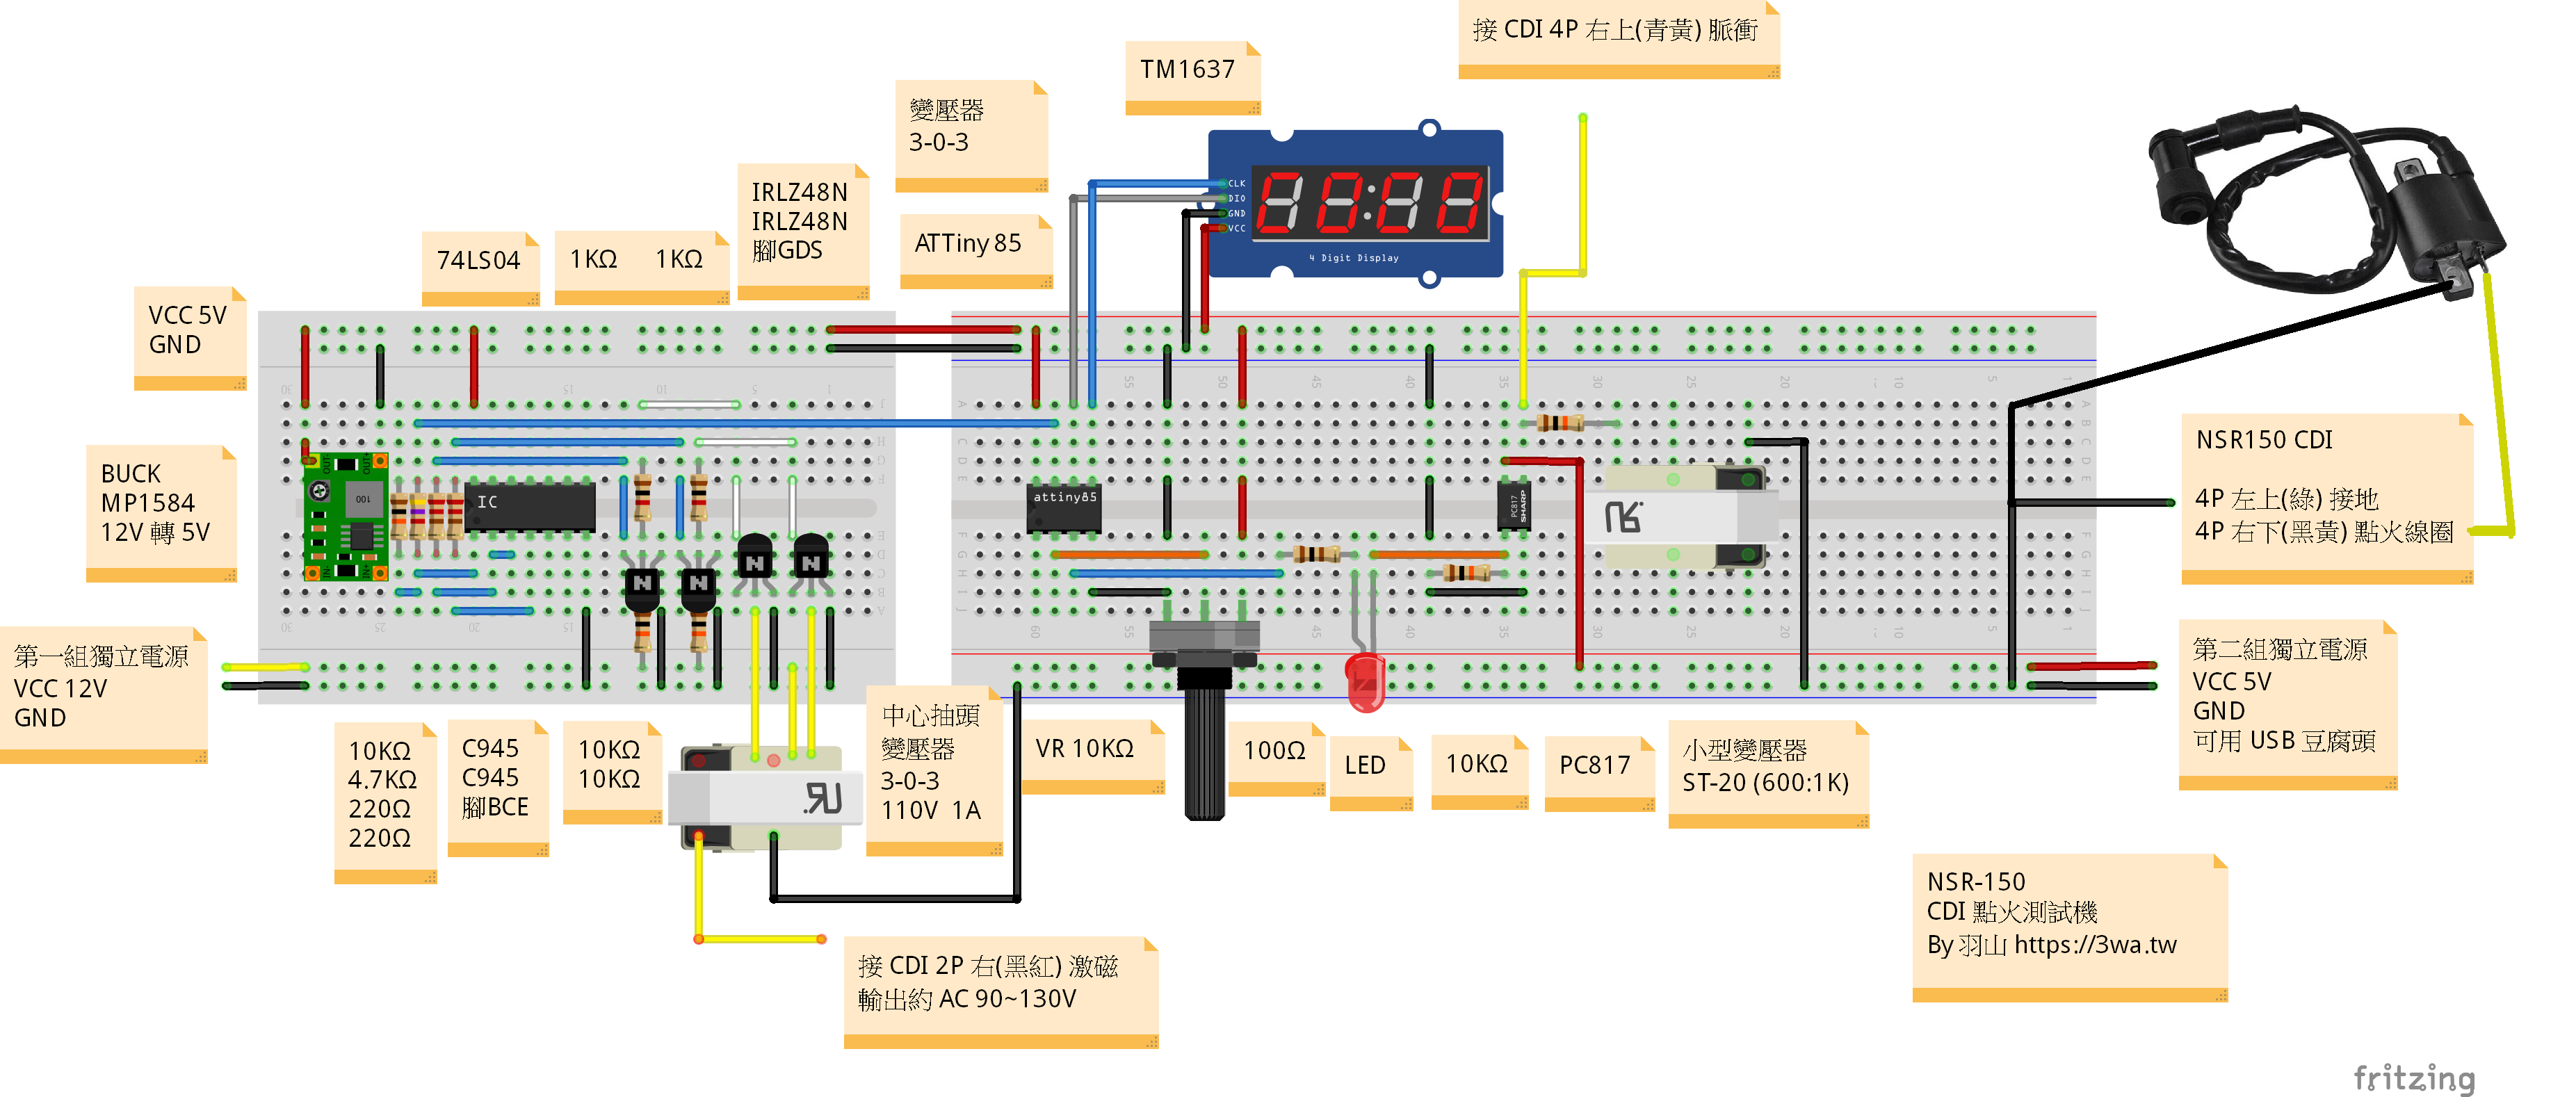 接 CDI 4P 右上(青黃) 脈衝
TM1637
變壓器
3-0-3
IRLZ48N
IRLZ48N
腳GDS
ATTiny 85
74LS04
1KΩ 1KΩ
VCC 5V
GND
CLK
DIO
GND
VCC
4 Digit Display
BUCK
MP1584
12V 轉 5V
OUT-
OUT+
100
IN-
IN+
IC
attiny85
PC817
SHARP
NSR150 CDI
4P 左上(綠) 接地
4P 右下(黑黃) 點火線圈
第一組獨立電源
VCC 12V
GND
第二組獨立電源
VCC 5V
GND
可用 USB 豆腐頭
10KΩ
4.7KΩ
220Ω
220Ω
C945
C945
腳BCE
10KΩ
10KΩ
中心抽頭
變壓器
3-0-3
110V 1A
VR 10KΩ
100Ω
LED
10KΩ
PC817
小型變壓器
ST-20 (600:1K)
接 CDI 2P 右(黑紅) 激磁
輸出約 AC 90~130V
NSR-150
CDI 點火測試機
By 羽山 https://3wa.tw
fritzing